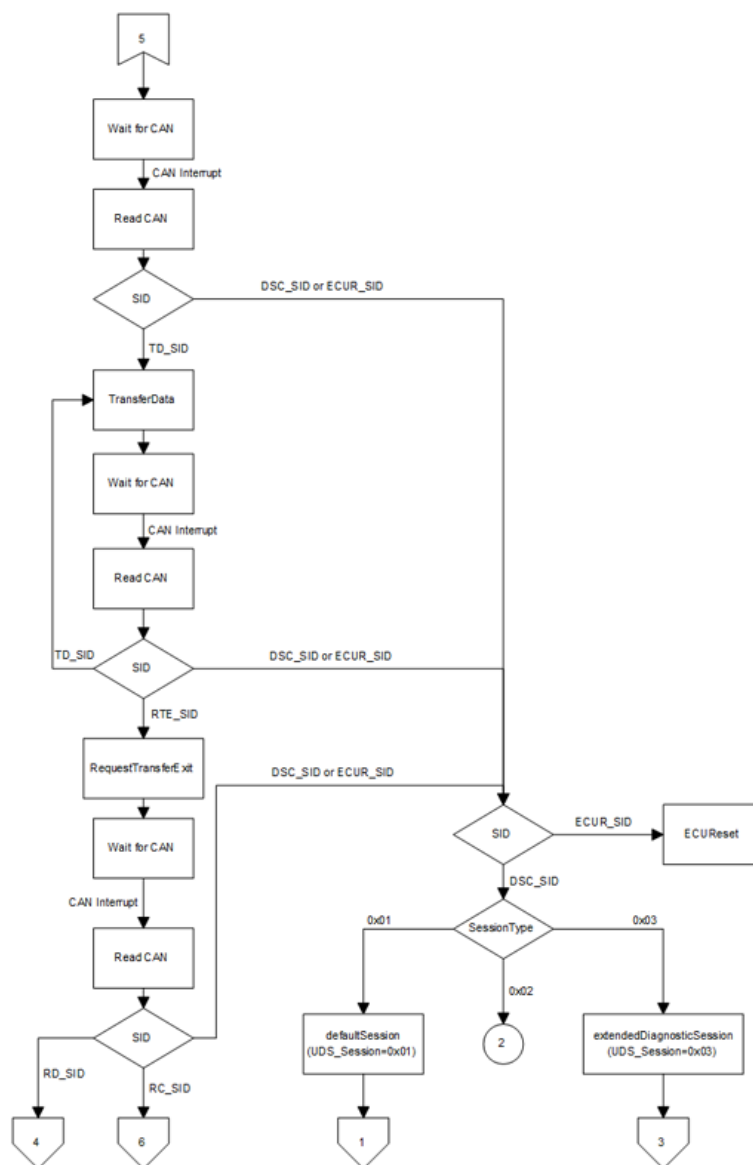 5
Wait for CAN
CAN Interrupt
Read CAN
SID
DSC_SID or ECUR_SID
TD_SID
TransferData
Wait for CAN
CAN Interrupt
Read CAN
TD_SID
SID
DSC_SID or ECUR_SID
RTE_SID
RequestTransferExit
DSC_SID or ECUR_SID
Wait for CAN
SID
ECUR_SID
ECUReset
DSC_SID
CAN Interrupt
0x01
SessionType
0x03
Read CAN
0x02
SID
defaultSession
(UDS_Session=0x01)
2
extendedDiagnosticSession
(UDS_Session=0x03)
RD_SID
RC_SID
4
6
1
3